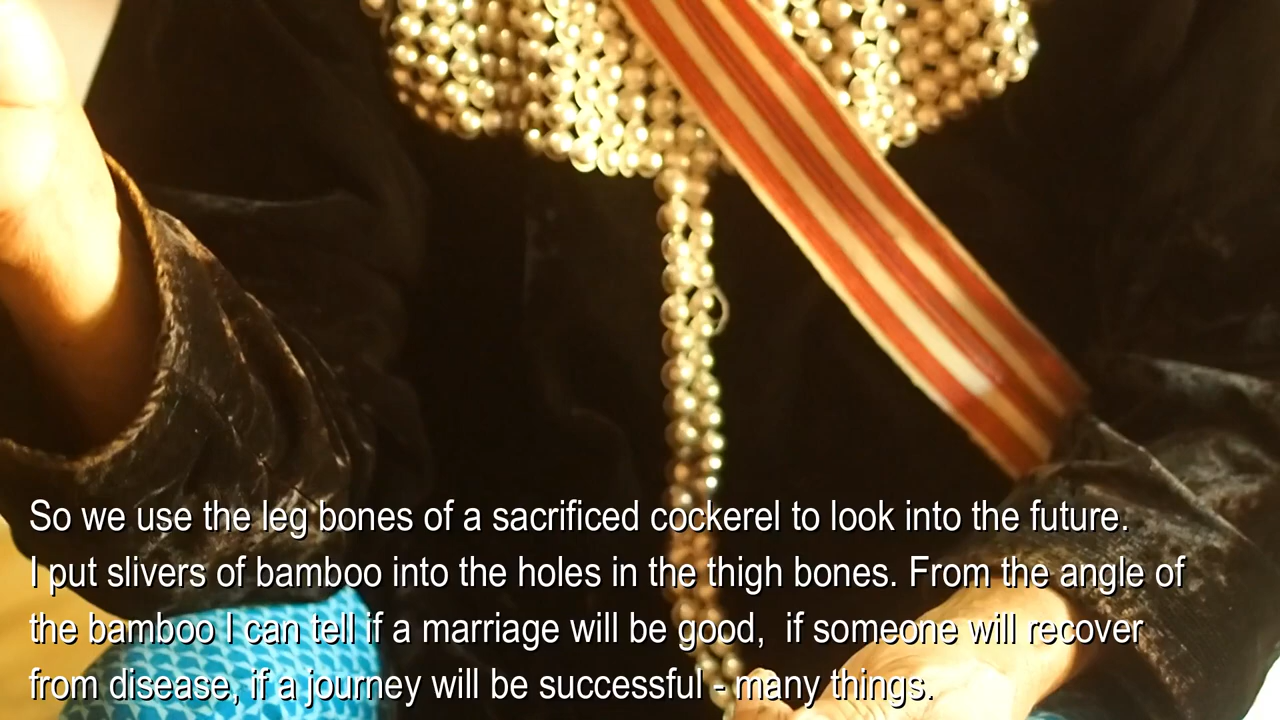 So we use the leg bones of a sacrificed cockerel to look into the future.
I put slivers of bamboo into the holes in the thigh bones. From the angle of
the bamboo I can tell if a marriage will be good,  if someone will recover
from disease, if a journey will be successful - many things.